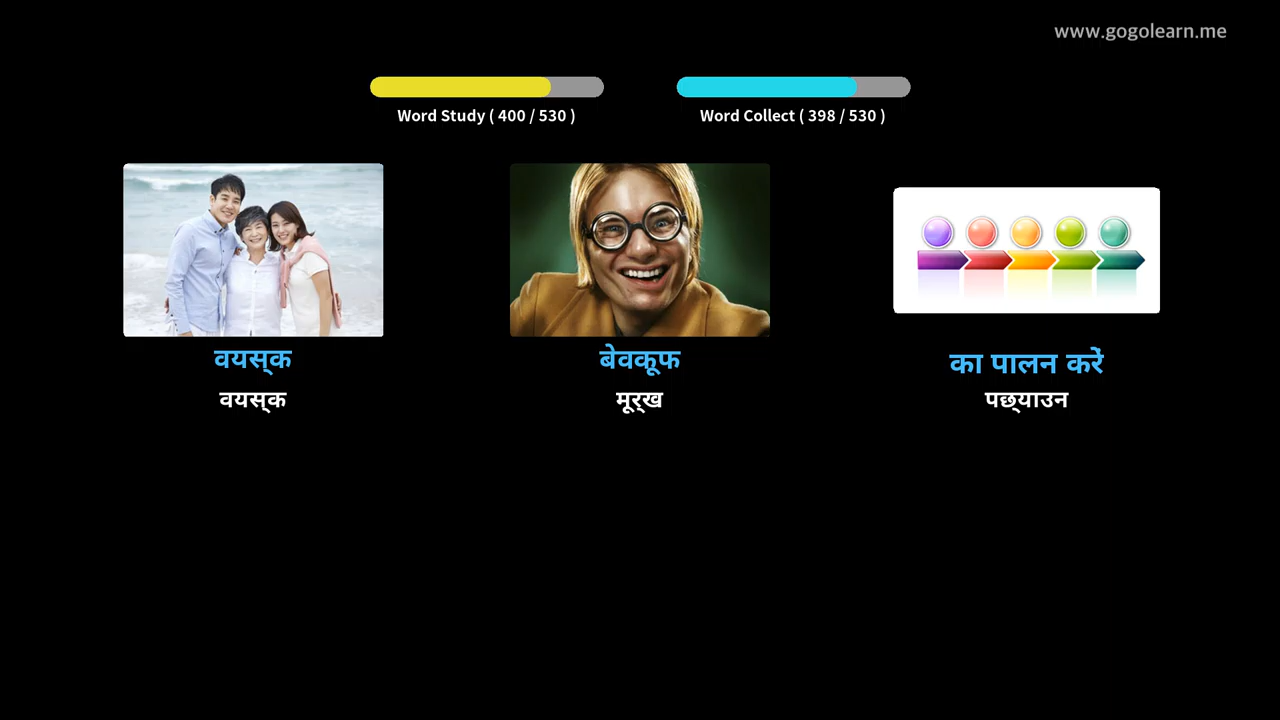 www.gogolearn.me
Word Study ( 400 / 530 )
Word Collect ( 398 / 530 )
वयस्क
बेवकूफ
का पालन करें
वयस्क
मूर्ख
पछ्याउन